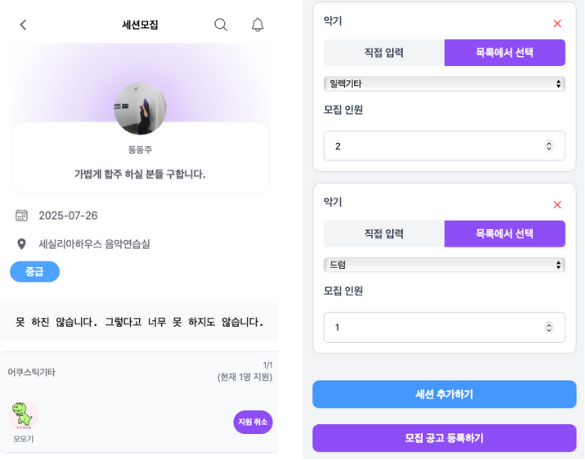 세션모집
동동주
가볍게 합주 하실 분들 구합니다.
2025-07-26
세실리아하우스 음악연습실
중급
못 하진 않습니다. 그렇다고 너무 못 하지도 않습니다.
어쿠스틱기타
1/1
(현재 1명 지원)
모모기
지원 취소
악기
직접 입력
목록에서 선택
일렉기타
모집 인원
2
악기
직접 입력
목록에서 선택
드럼
모집 인원
1
세션 추가하기
모집 공고 등록하기